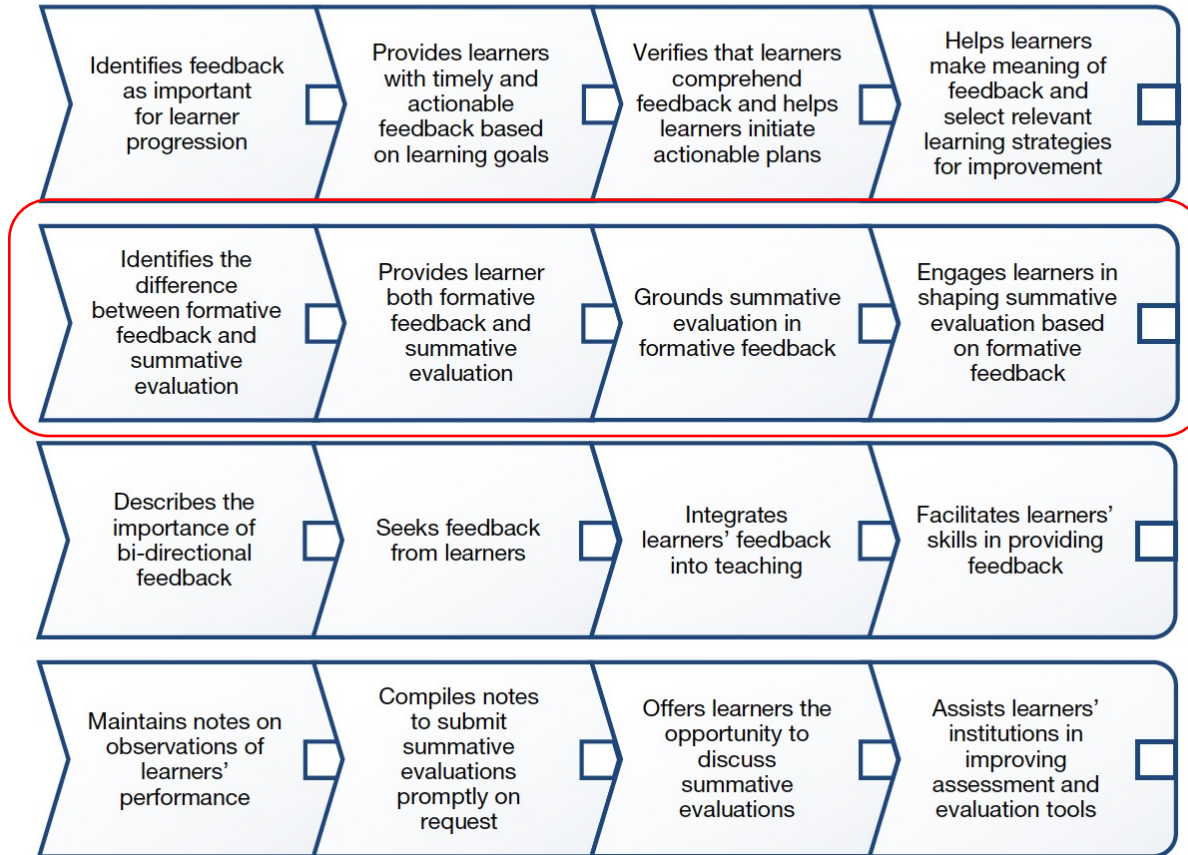 Identifies feedback
as important
for learner
progression
Provides learners
with timely and
actionable
feedback based
on learning goals
Verifies that learners
comprehend
feedback and helps
learners initiate
actionable plans
Helps learners
make meaning of
feedback and
select relevant
learning strategies
for improvement
Identifies the
difference
between formative
feedback and
summative
evaluation
Provides learner
both formative
feedback and
summative
evaluation
Grounds summative
evaluation in
formative feedback
Engages learners in
shaping summative
evaluation based
on formative
feedback
Describes the
importance of
bi-directional
feedback
Seeks feedback
from learners
Integrates
learners’ feedback
into teaching
Facilitates learners’
skills in providing
feedback
Maintains notes on
observations of
learners’
performance
Compiles notes
to submit
summative
evaluations
promptly on
request
Offers learners the
opportunity to
discuss
summative
evaluations
Assists learners’
institutions in
improving
assessment and
evaluation tools